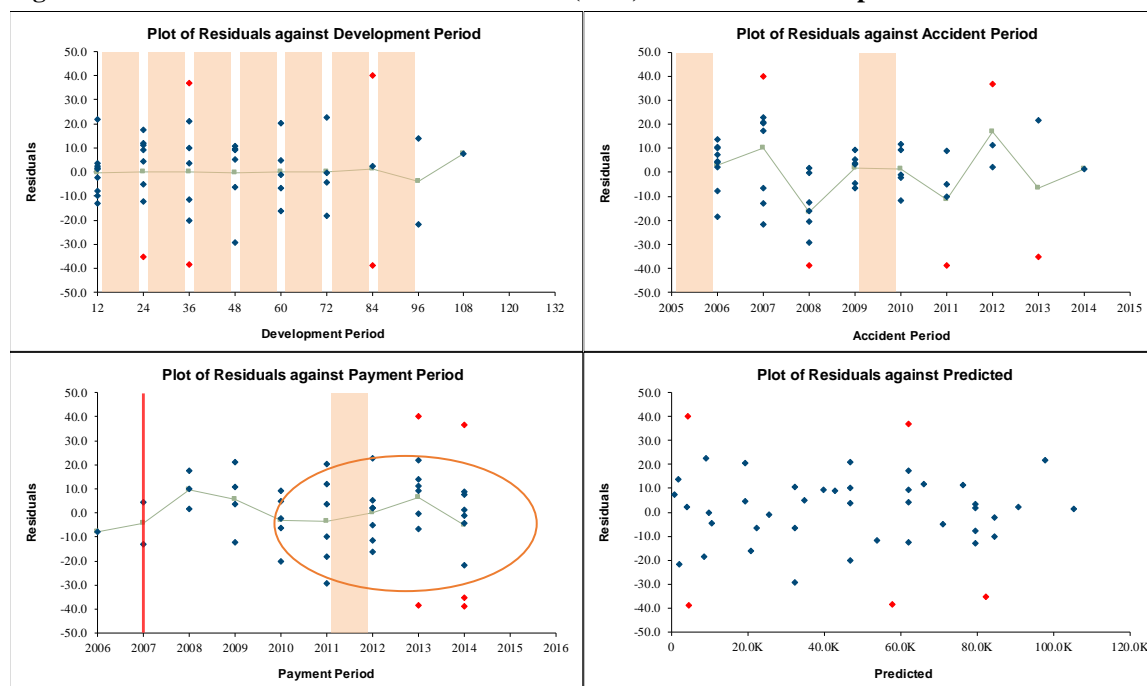 Plot of Residuals against Development Period
50.0
40.0
30.0
20.0
10.0
0.0
-10.0
-20.0
-30.0
-40.0
-50.0
Residuals
12 24 36 48 60 72 84 96 108 120 132
Development Period
Plot of Residuals against Accident Period
50.0
40.0
30.0
20.0
10.0
0.0
-10.0
-20.0
-30.0
-40.0
-50.0
Residuals
2005 2006 2007 2008 2009 2010 2011 2012 2013 2014 2015
Accident Period
Plot of Residuals against Payment Period
50.0
40.0
30.0
20.0
10.0
0.0
-10.0
-20.0
-30.0
-40.0
-50.0
Residuals
2006 2007 2008 2009 2010 2011 2012 2013 2014 2015 2016
Payment Period
Plot of Residuals against Predicted
50.0
40.0
30.0
20.0
10.0
0.0
-10.0
-20.0
-30.0
-40.0
-50.0
Residuals
0 20.0K 40.0K 60.0K 80.0K 100.0K 120.0K
Predicted